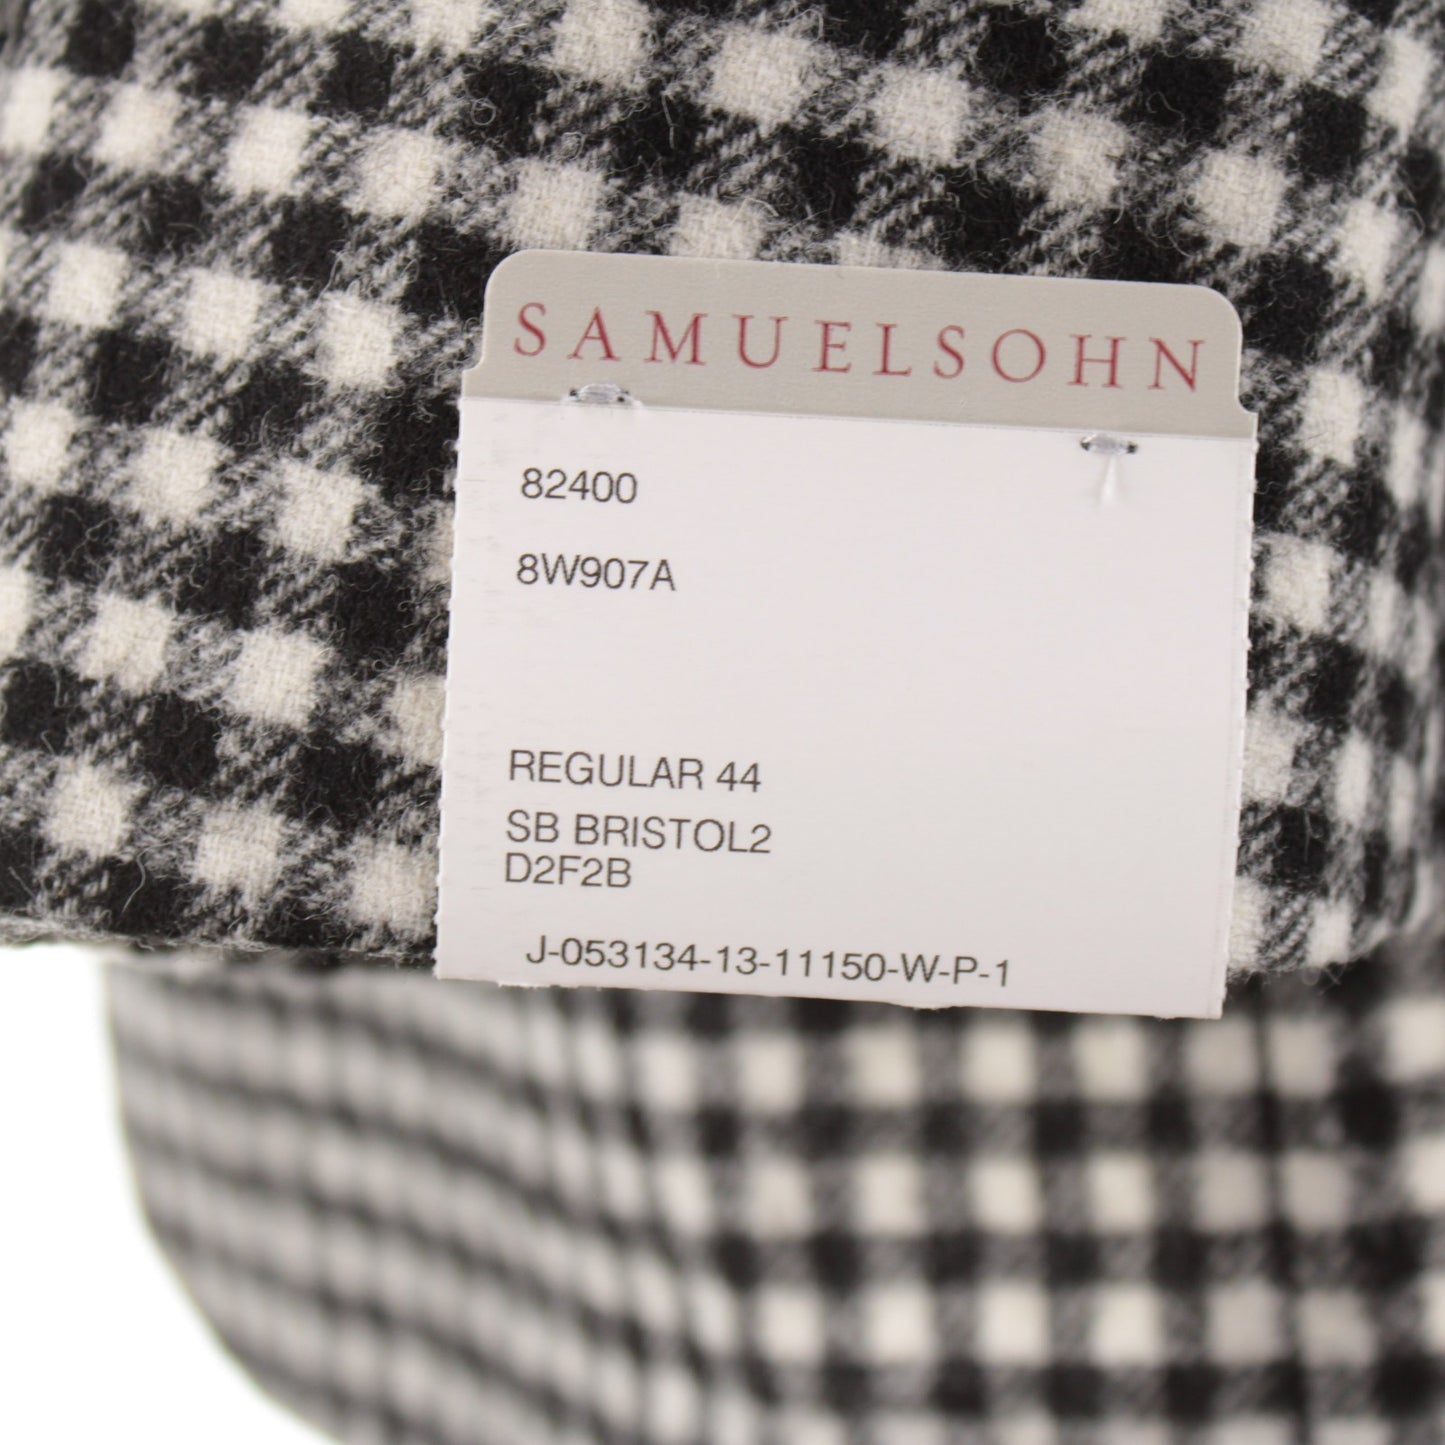 SAMUELSOHN
82400
8W907A
REGULAR 44
SB BRISTOL2
D2F2B
J-053134-13-11150-W-P-1